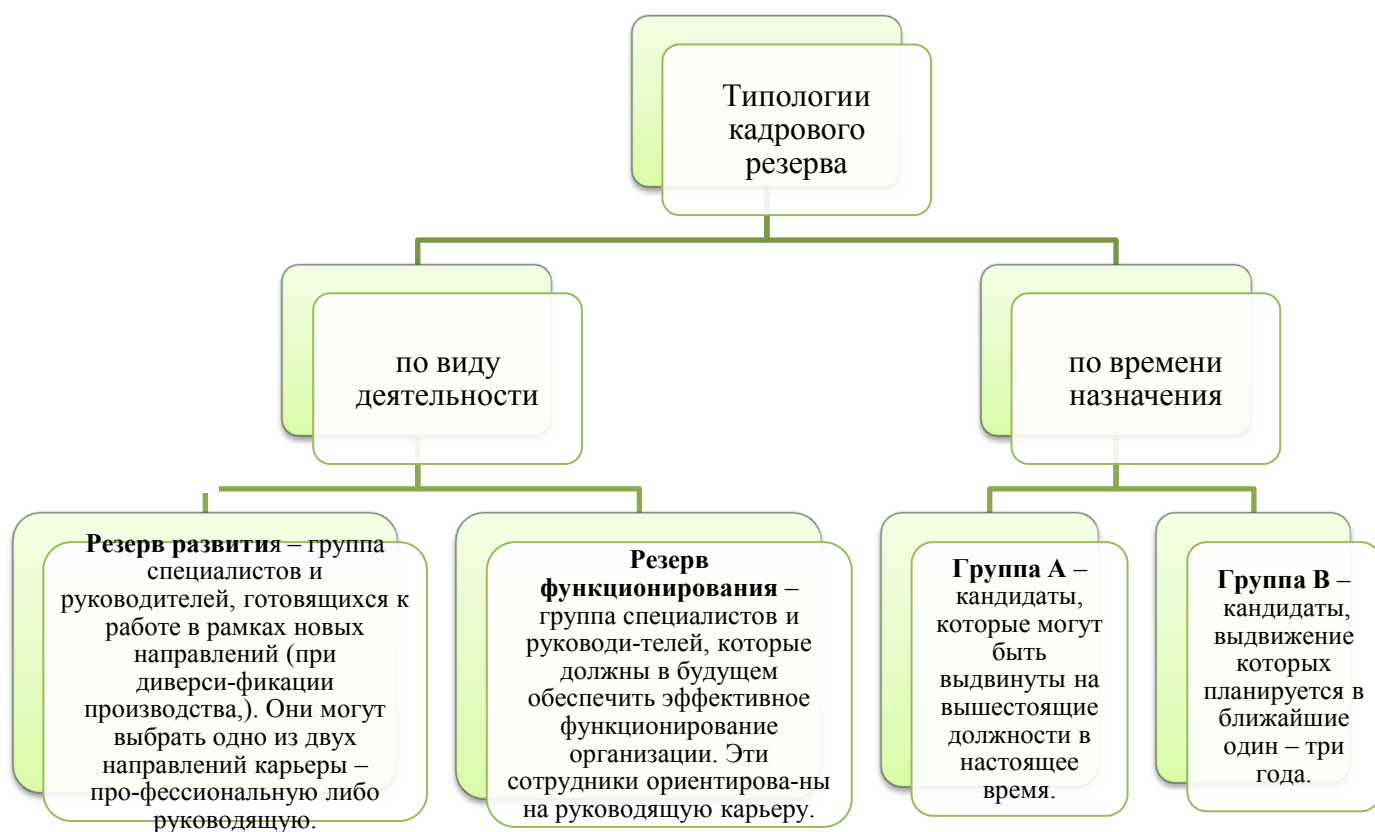 Типологии
кадрового
резерва
по виду
деятельности
по времени
назначения
Резерв развития – группа
специалистов и
руководителей, готовящихся к
работе в рамках новых
направлений (при
диверси-фикации
производства,). Они могут
выбрать одно из двух
направлений карьеры –
про-фессиональную либо
руководящую.
Резерв
функционирования –
группа специалистов и
руководи-телей, которые
должны в будущем
обеспечить эффективное
функционирование
организации. Эти
сотрудники ориентирова-ны
на руководящую карьеру.
Группа А –
кандидаты,
которые могут
быть
выдвинуты на
вышестоящие
должности в
настоящее
время.
Группа В –
кандидаты,
выдвижение
которых
планируется в
ближайшие
один – три
года.